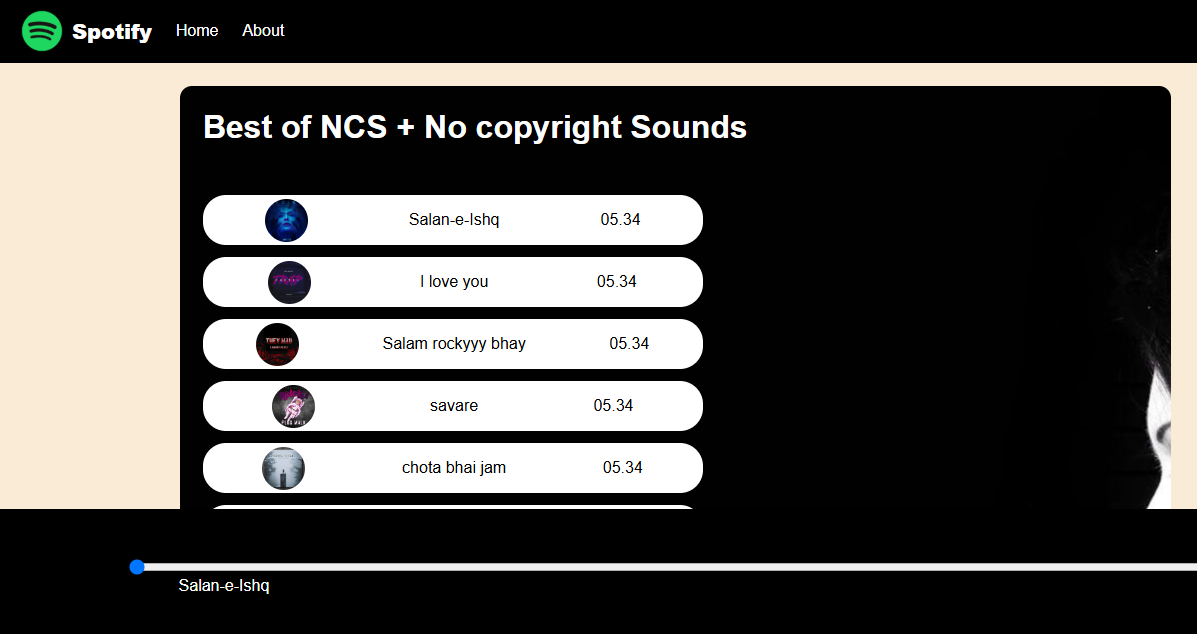 Spotify Home About
Best of NCS + No copyright Sounds
Salan-e-Ishq 05.34
I love you 05.34
Salam rockyyy bhay 05.34
savare 05.34
chota bhai jam 05.34
Salan-e-Ishq